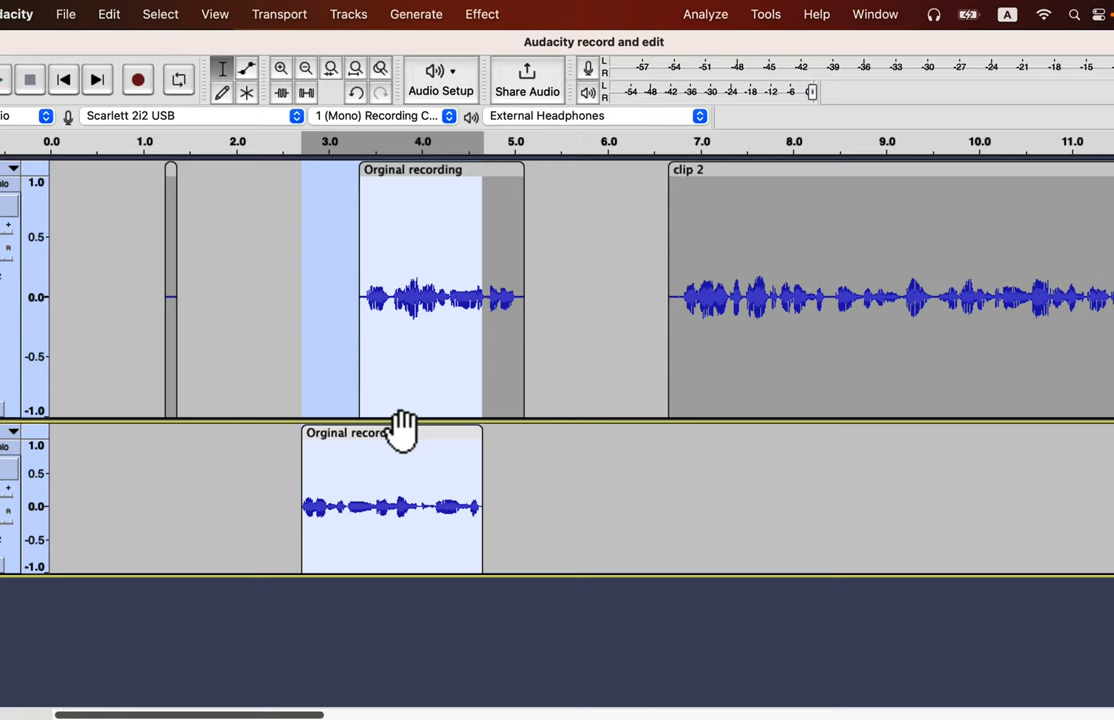 dacity File Edit Select View Transport Tracks Generate Effect Analyze Tools Help Window A
Audacity record and edit
Audio Setup Share Audio
L R -57 -54 -51 -48 -45 -42 -39 -36 -33 -30 -27 -24 -21 -18 -15
L R -54 -48 -42 -36 -30 -24 -18 -12 -6
io Scarlett 2i2 USB 1 (Mono) Recording C... External Headphones
0.0 1.0 2.0 3.0 4.0 5.0 6.0 7.0 8.0 9.0 10.0 11.0
Orginal recording clip 2
1.0
0.5
0.0
-0.5
-1.0
Orginal record
1.0
0.5
0.0
-0.5
-1.0